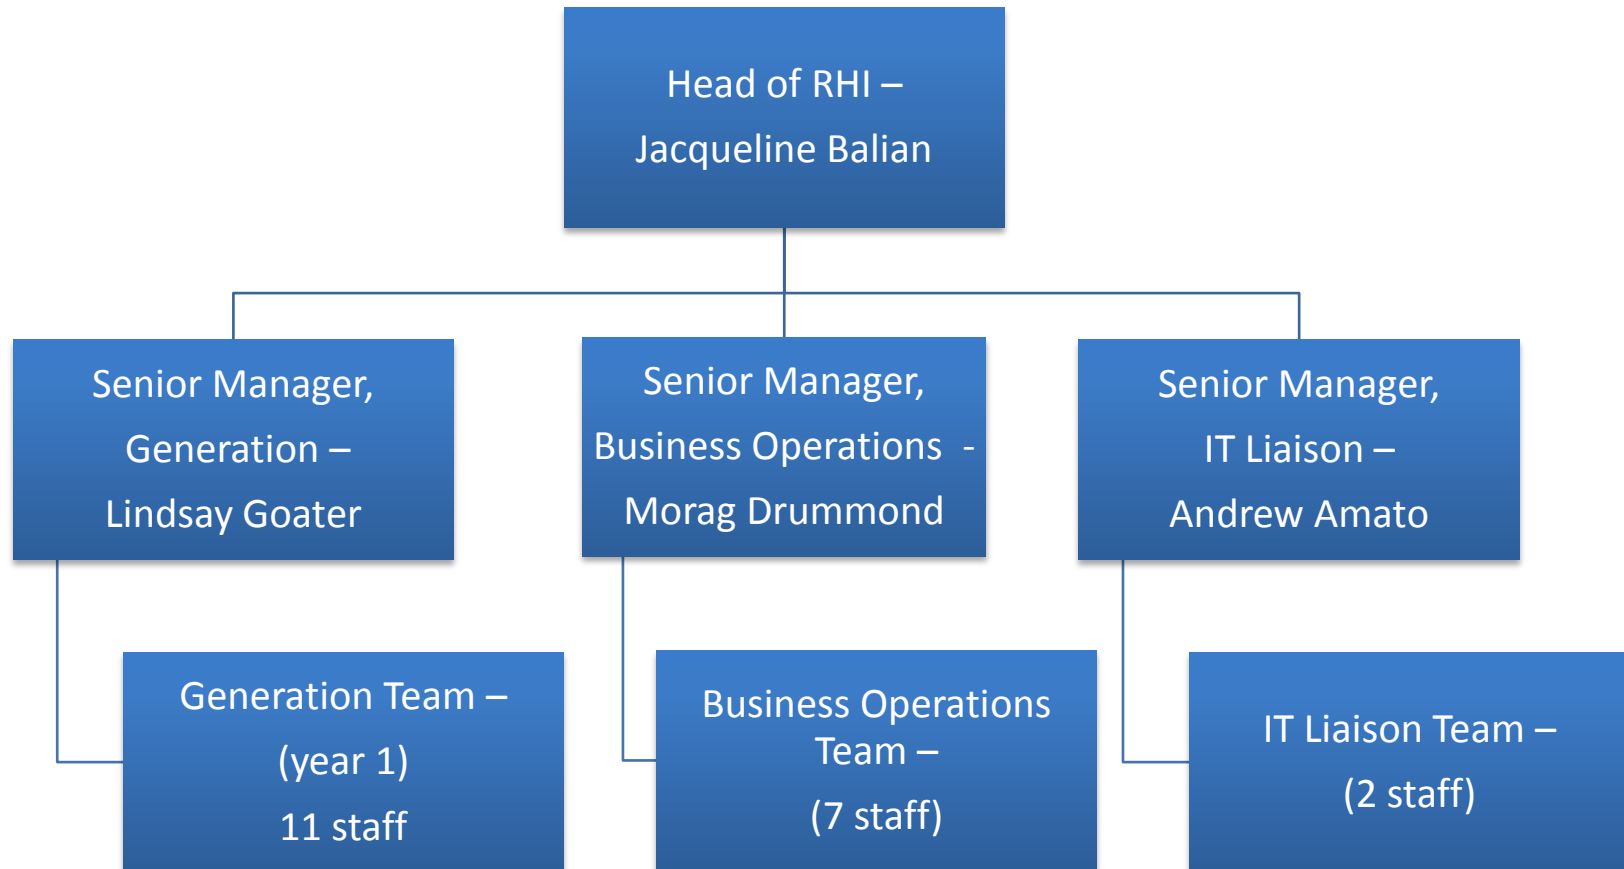 Head of RHI –
Jacqueline Balian
Senior Manager,
Generation –
Lindsay Goater
Senior Manager,
Business Operations  -
Morag Drummond
Senior Manager,
IT Liaison –
Andrew Amato
Generation Team –
(year 1)
11 staff
Business Operations
Team –
(7 staff)
IT Liaison Team –
(2 staff)